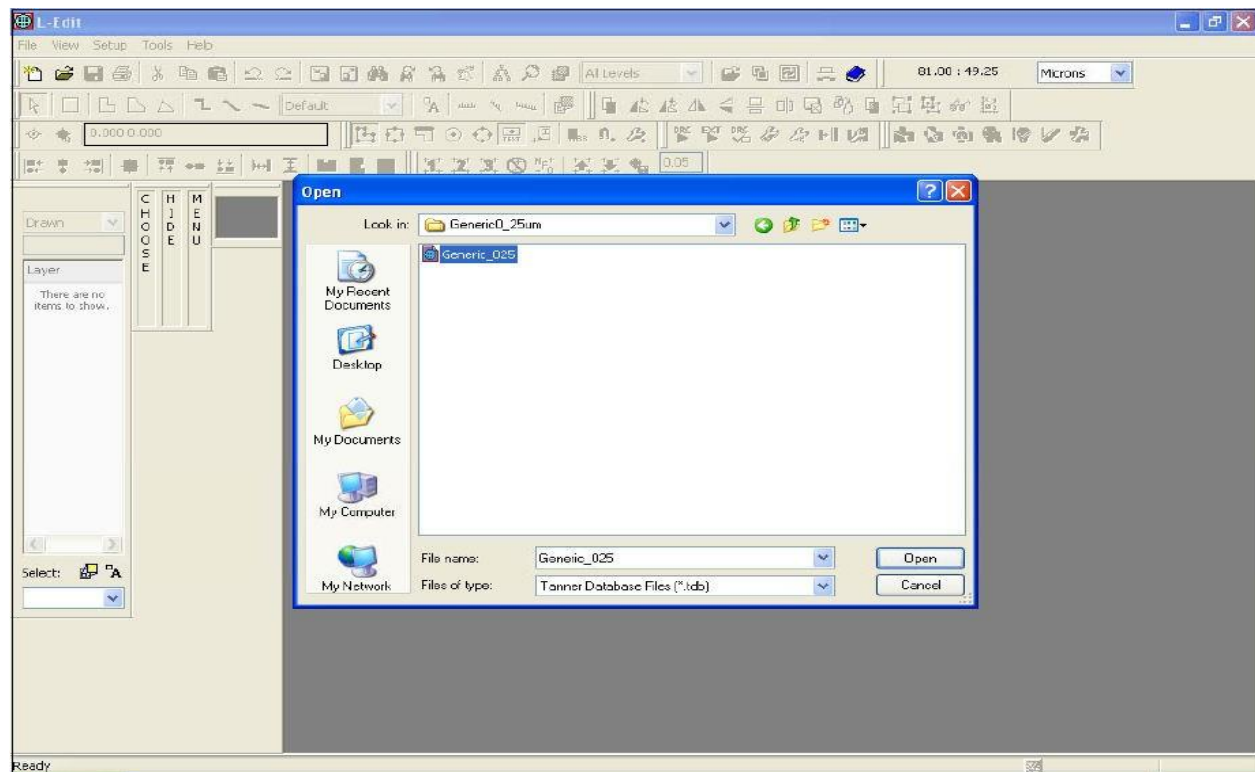 L-Edit
File View Setup Tools Help
All Levels
81.00 : 49.25
Microns
Default
0.000 0.000
0.05
Drawn
CHOOSE
HIDE
MENU
Layer
There are no
items to show.
Select:
Open
Look in: Generic0_25um
Generic_025
My Recent
Documents
Desktop
My Documents
My Computer
My Network
File name: Generic_025
Open
Files of type: Tanner Database Files (*.tdb)
Cancel
Ready